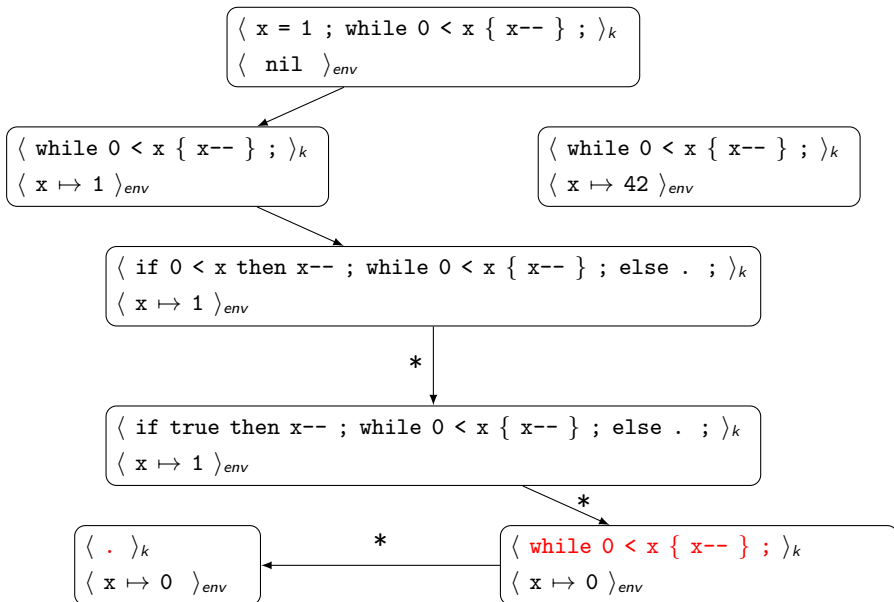 ⟨ x = 1 ; while 0 < x { x-- } ; ⟩k
⟨ nil ⟩env
⟨ while 0 < x { x-- } ; ⟩k
⟨ x ↦ 1 ⟩env
⟨ while 0 < x { x-- } ; ⟩k
⟨ x ↦ 42 ⟩env
⟨ if 0 < x then x-- ; while 0 < x { x-- } ; else . ; ⟩k
⟨ x ↦ 1 ⟩env
*
⟨ if true then x-- ; while 0 < x { x-- } ; else . ; ⟩k
⟨ x ↦ 1 ⟩env
*
⟨ . ⟩k
⟨ x ↦ 0 ⟩env
*
⟨ while 0 < x { x-- } ; ⟩k
⟨ x ↦ 0 ⟩env